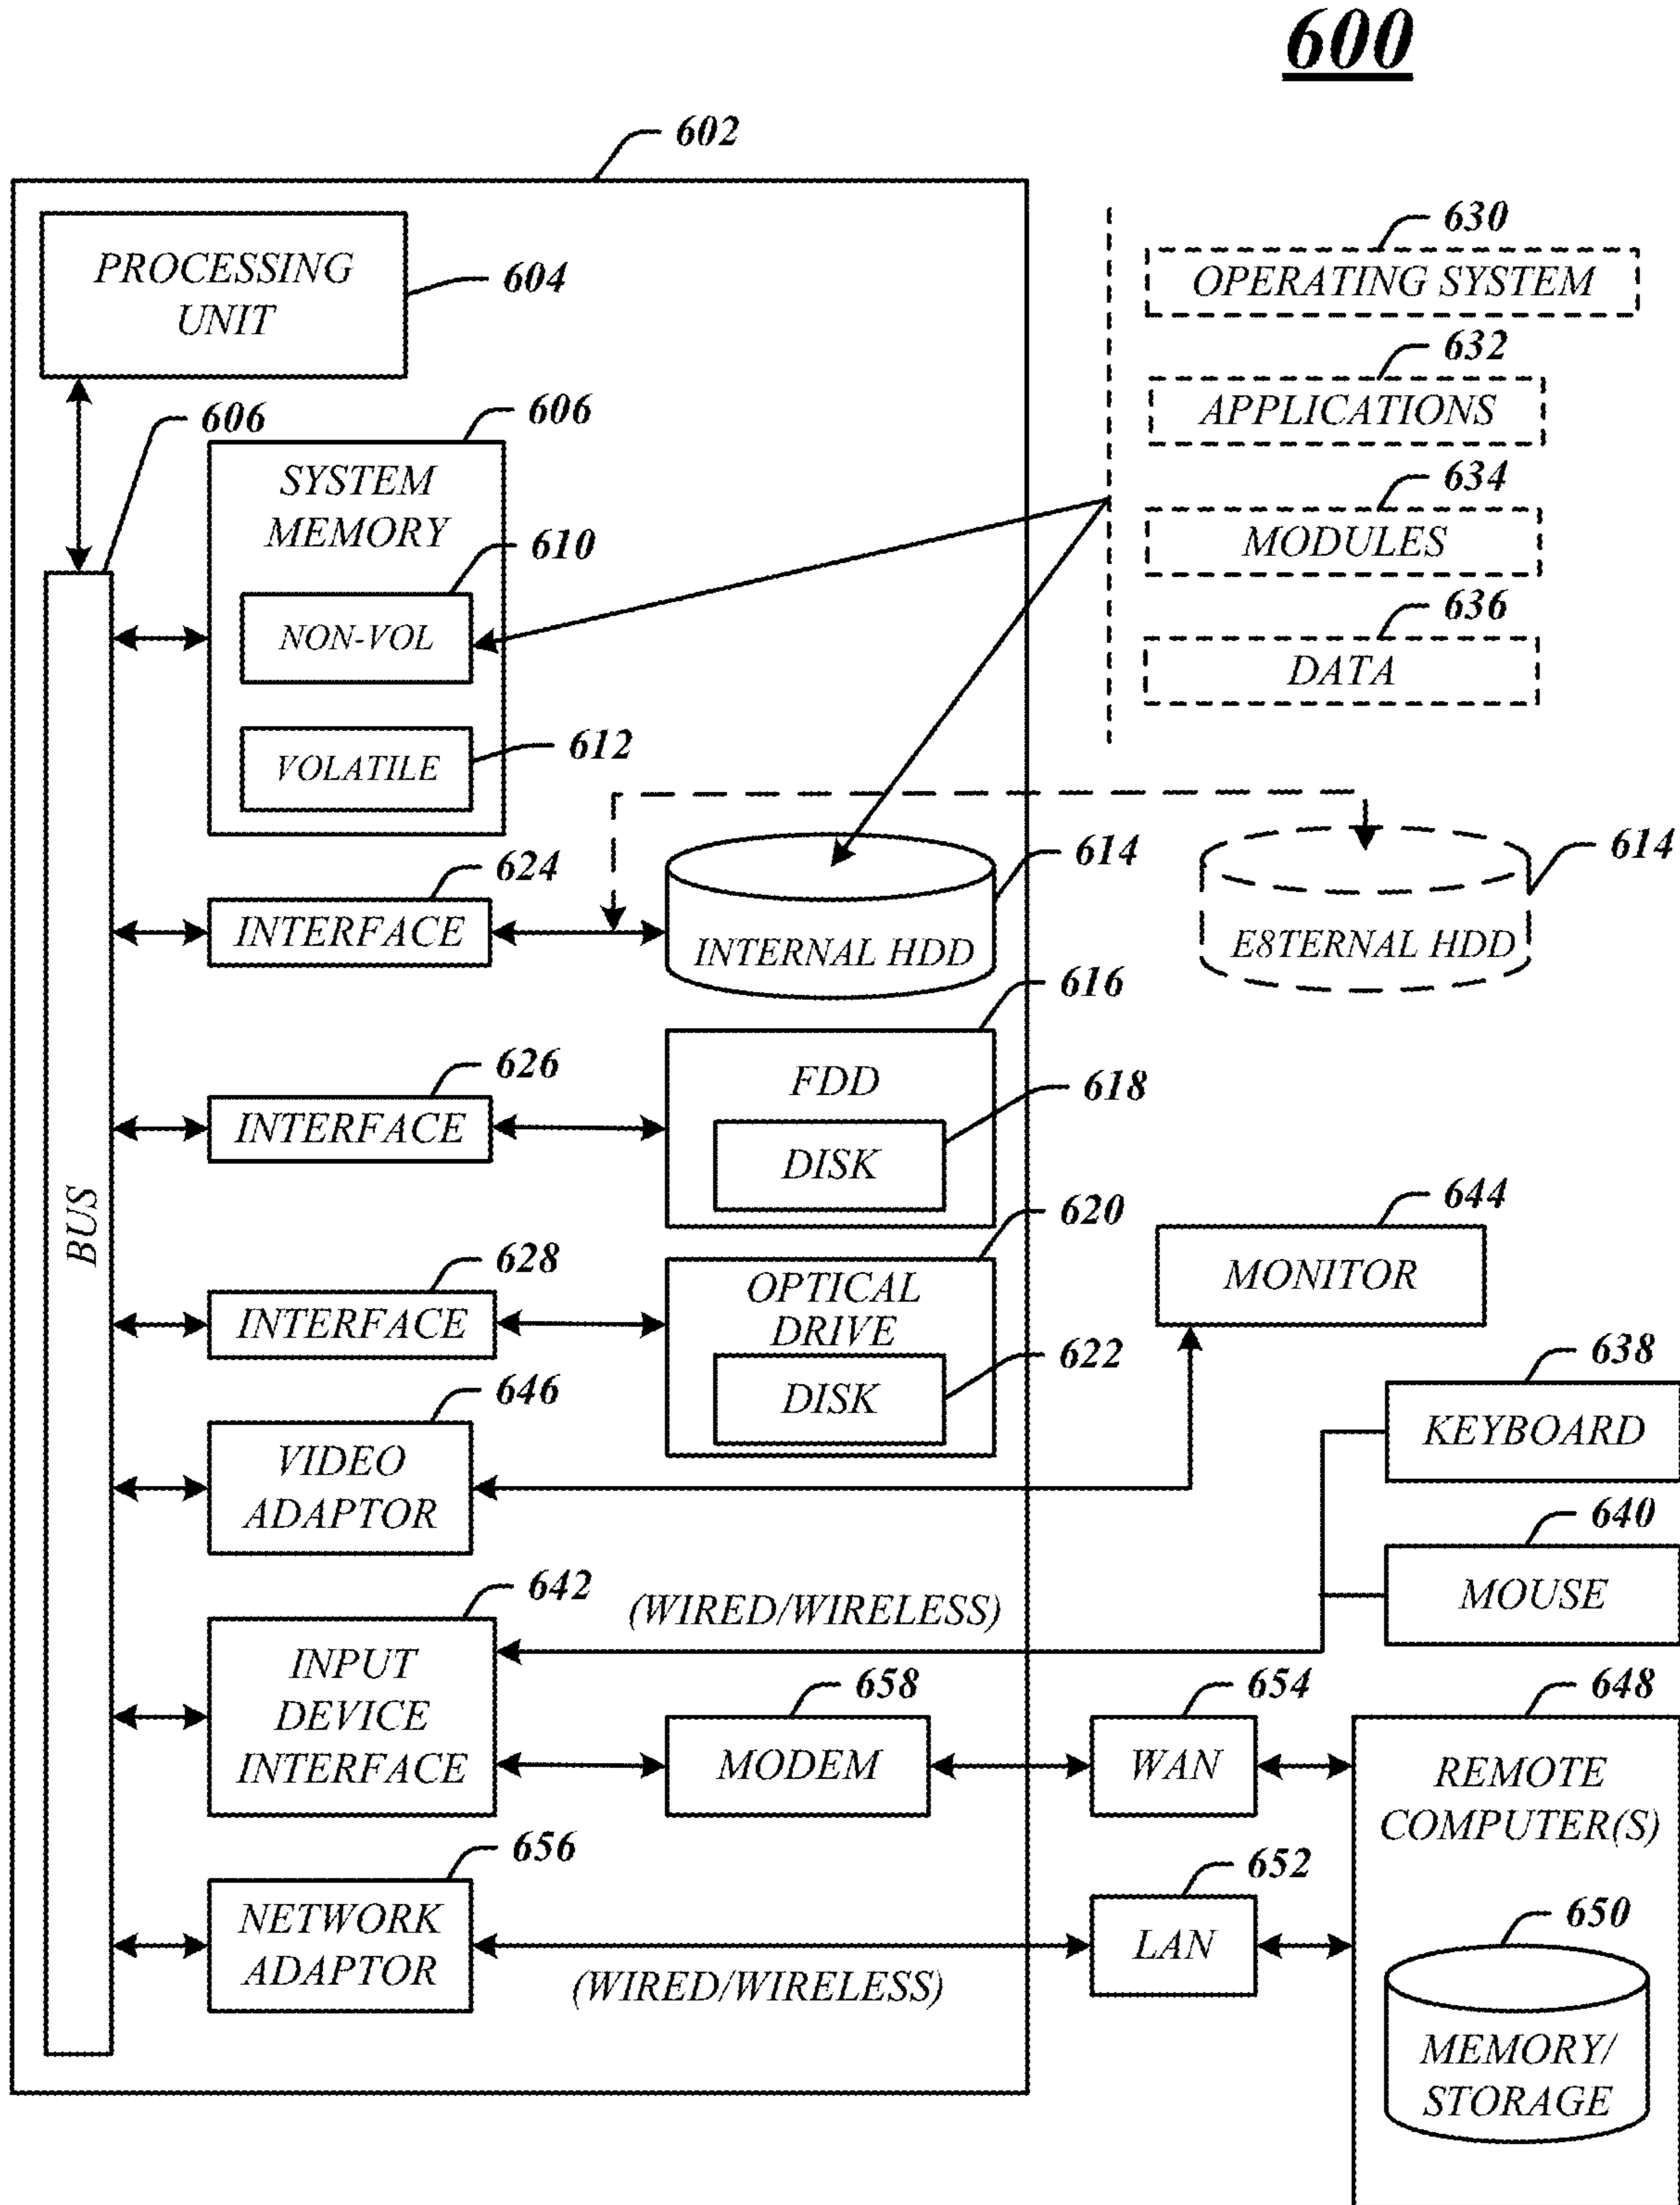 600
602
PROCESSING
UNIT
604
630
OPERATING SYSTEM
632
APPLICATIONS
634
MODULES
636
DATA
606
606
SYSTEM
MEMORY
610
NON-VOL
612
VOLATILE
BUS
624
INTERFACE
614
INTERNAL HDD
614
E8TERNAL HDD
626
INTERFACE
616
FDD
618
DISK
628
INTERFACE
620
OPTICAL
DRIVE
622
DISK
644
MONITOR
646
VIDEO
ADAPTOR
638
KEYBOARD
640
MOUSE
642
INPUT
DEVICE
INTERFACE
(WIRED/WIRELESS)
658
MODEM
654
WAN
648
REMOTE
COMPUTER(S)
656
NETWORK
ADAPTOR
(WIRED/WIRELESS)
652
LAN
650
MEMORY/
STORAGE